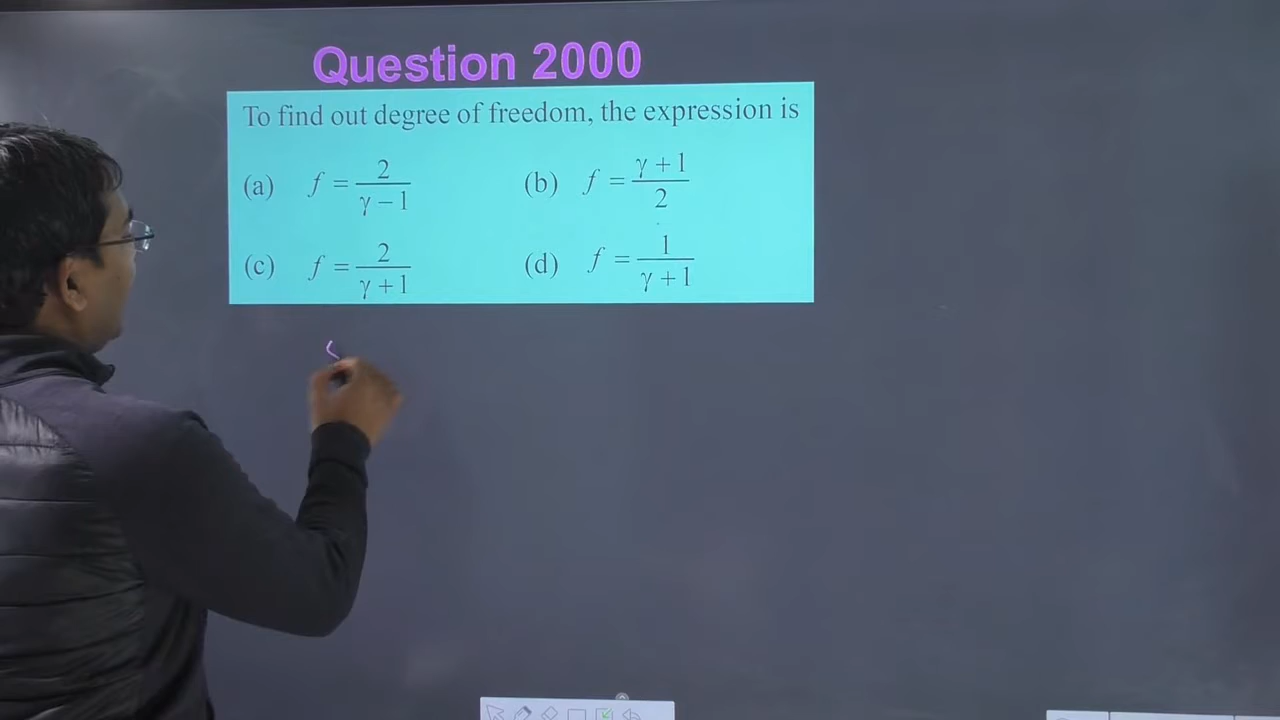 Question 2000
To find out degree of freedom, the expression is
(a) f = 2/(γ − 1) (b) f = (γ + 1)/2
(c) f = 2/(γ + 1) (d) f = 1/(γ + 1)